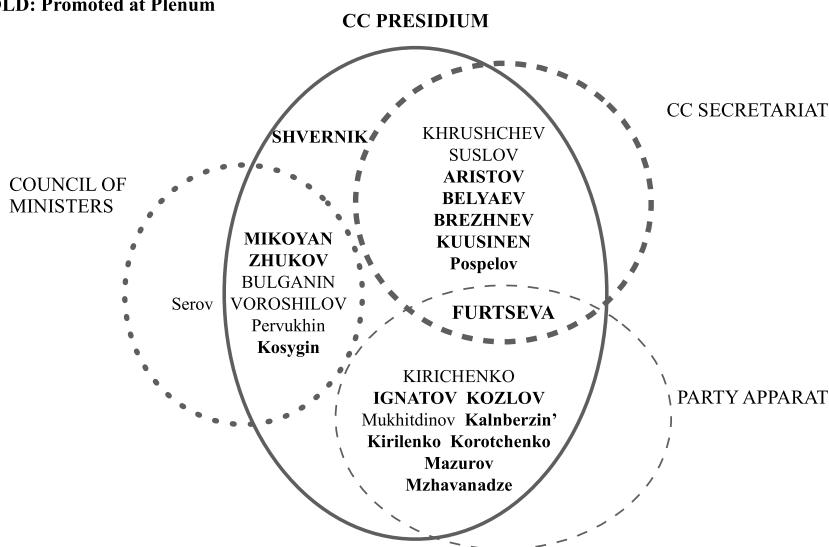 OLD: Promoted at Plenum
CC PRESIDIUM
CC SECRETARIAT
SHVERNIK
KHRUSHCHEV
SUSLOV
ARISTOV
BELYAEV
BREZHNEV
KUUSINEN
Pospelov
COUNCIL OF
MINISTERS
MIKOYAN
ZHUKOV
BULGANIN
Serov VOROSHILOV
Pervukhin
Kosygin
FURTSEVA
KIRICHENKO
IGNATOV KOZLOV
Mukhitdinov Kalnberzin’
Kirilenko Korotchenko
Mazurov
Mzhavanadze
PARTY APPARAT